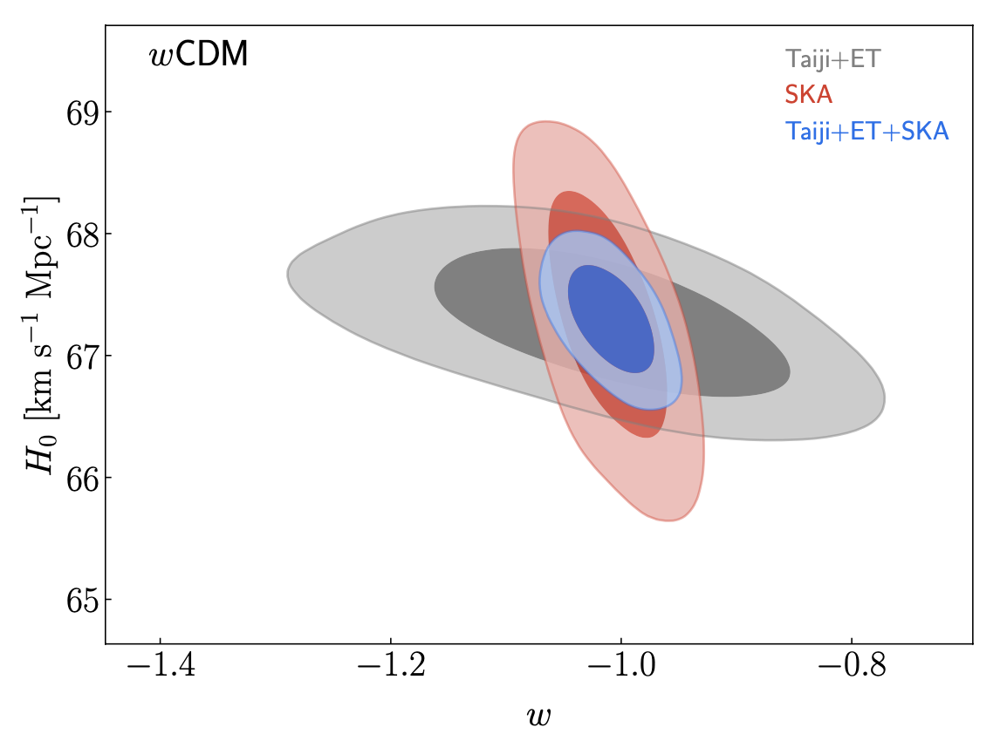 wCDM
Taiji+ET
SKA
Taiji+ET+SKA
69
68
67
66
65
H₀ [km s⁻¹ Mpc⁻¹]
−1.4 −1.2 −1.0 −0.8
w